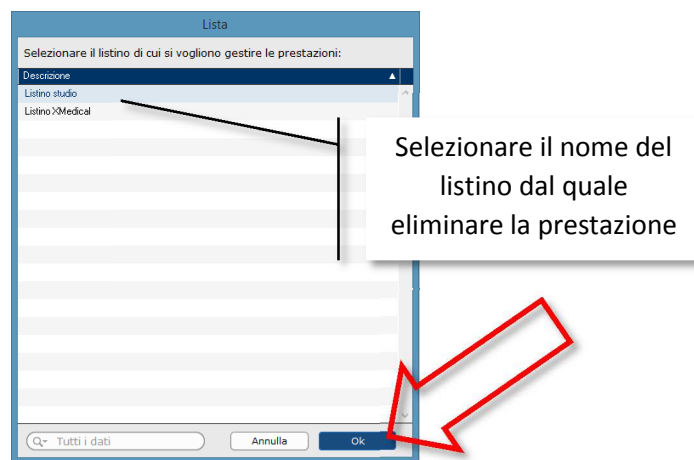 Lista
Selezionare il listino di cui si vogliono gestire le prestazioni:
Descrizione
Listino studio
Listino XMedical
Selezionare il nome del
listino dal quale
eliminare la prestazione
Tutti i dati
Annulla
Ok